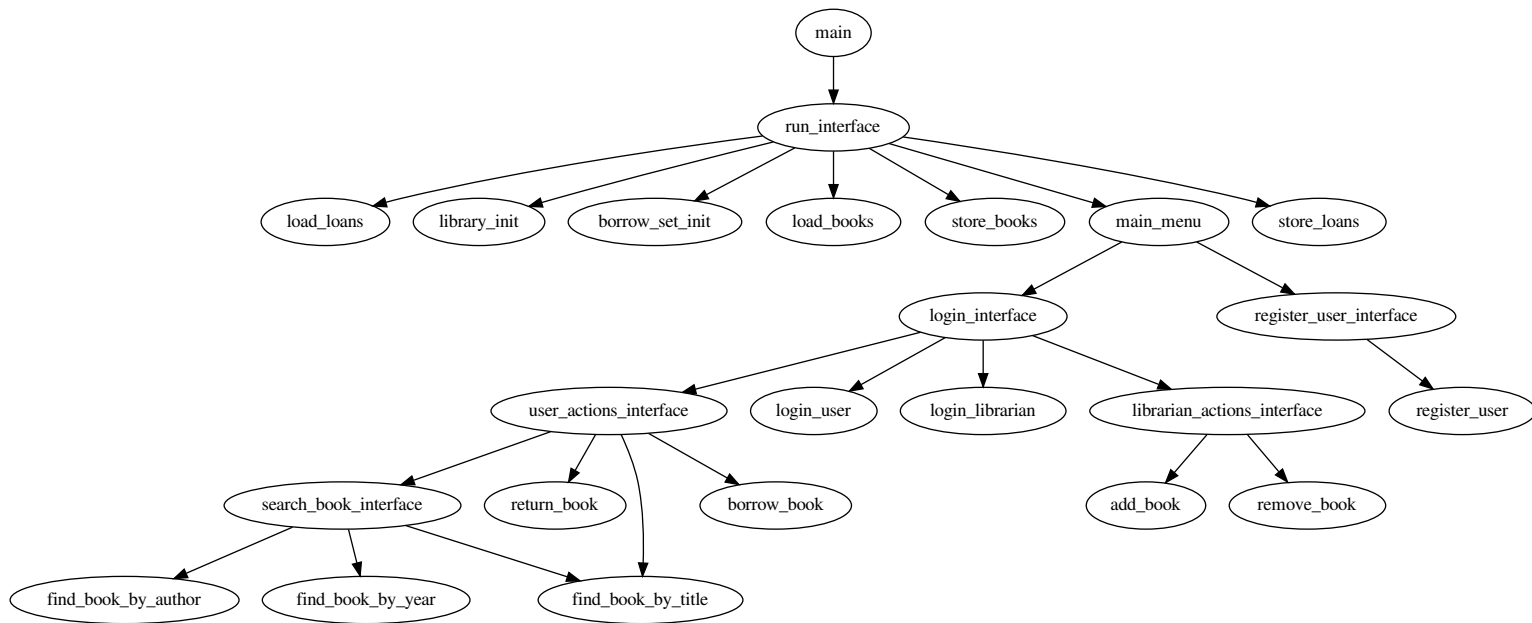 main
run_interface
load_loans
library_init
borrow_set_init
load_books
store_books
main_menu
store_loans
login_interface
register_user_interface
user_actions_interface
login_user
login_librarian
librarian_actions_interface
register_user
search_book_interface
return_book
borrow_book
add_book
remove_book
find_book_by_author
find_book_by_year
find_book_by_title